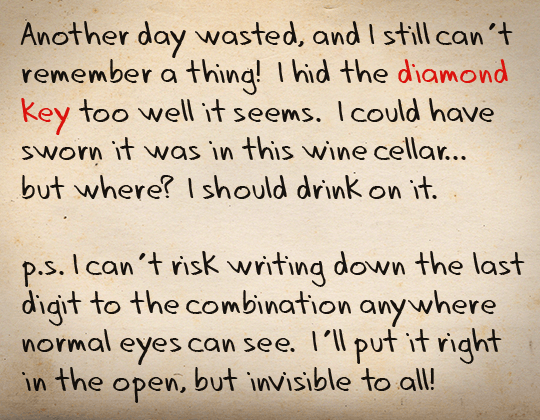 Another day wasted, and I still can't
remember a thing! I hid the diamond
key too well it seems. I could have
sworn it was in this wine cellar...
but where? I should drink on it.
p.s. I can't risk writing down the last
digit to the combination anywhere
normal eyes can see. I'll put it right
in the open, but invisible to all!